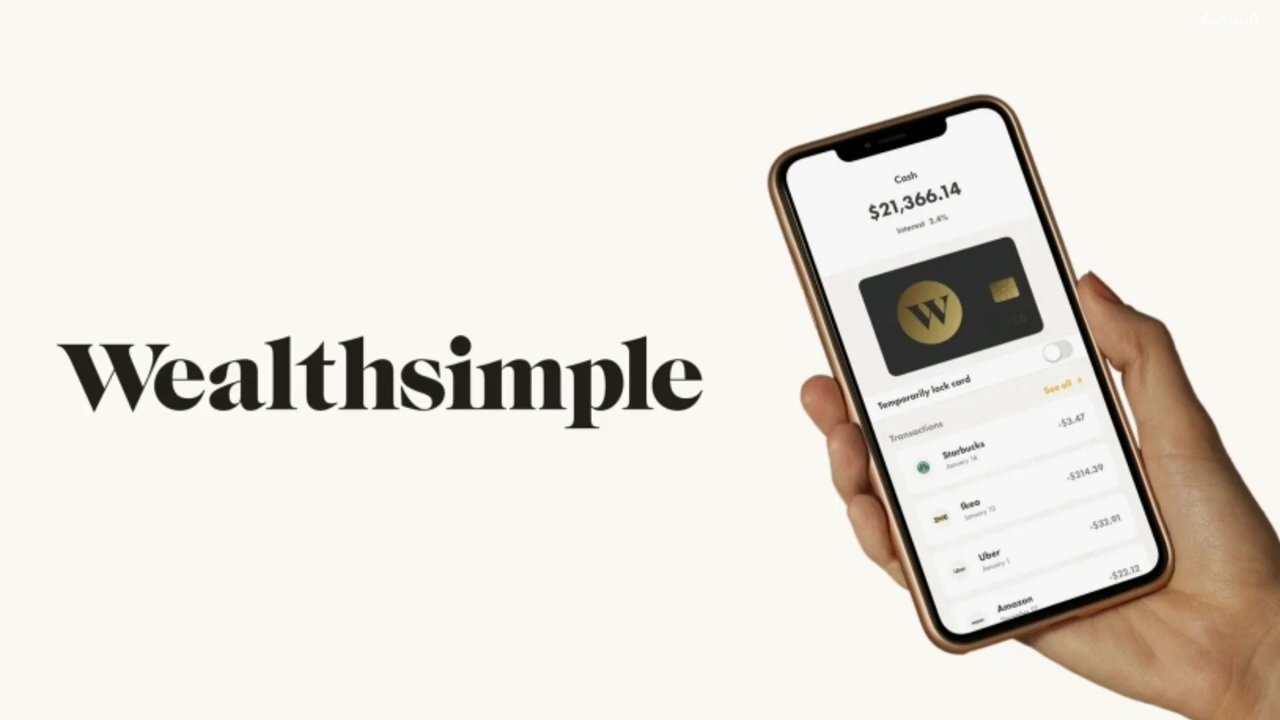 Wealthsimple
Cash
$21,366.14
Interest 2.4%
W
Temporarily lock card
See all
Transactions
Starbucks
January 14
-$3.47
Ikea
January 10
-$214.39
Uber
January 1
-$32.91
Amazon
-$22.12